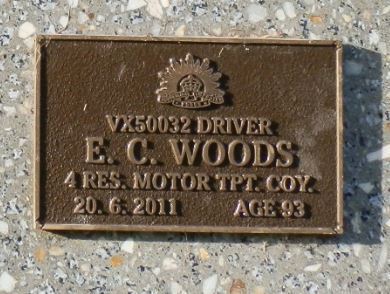 VX50032 DRIVER
E. C. WOODS
4 RES. MOTOR TPT. COY.
20. 6. 2011 AGE 93